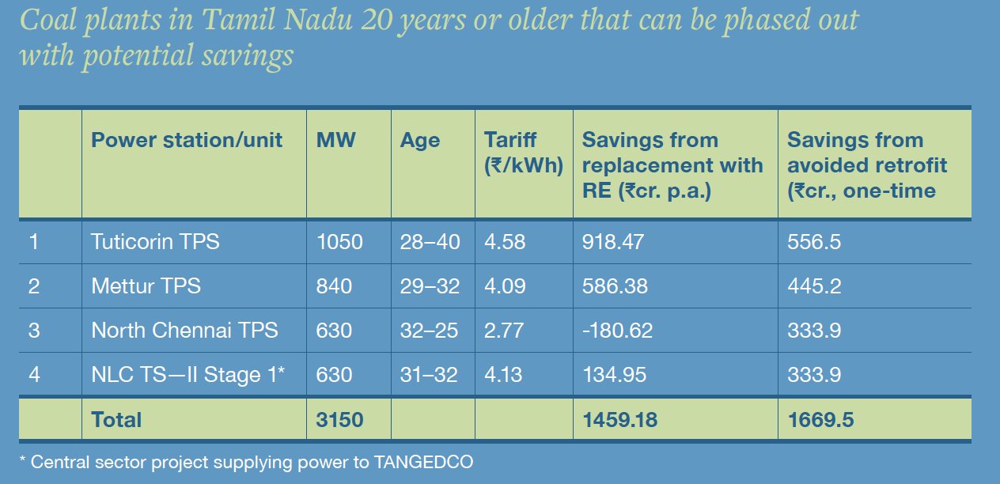 Coal plants in Tamil Nadu 20 years or older that can be phased out
with potential savings
Power station/unit MW Age Tariff (₹/kWh) Savings from replacement with RE (₹cr. p.a.) Savings from avoided retrofit (₹cr., one-time
1 Tuticorin TPS 1050 28–40 4.58 918.47 556.5
2 Mettur TPS 840 29–32 4.09 586.38 445.2
3 North Chennai TPS 630 32–25 2.77 -180.62 333.9
4 NLC TS—II Stage 1* 630 31–32 4.13 134.95 333.9
Total 3150 1459.18 1669.5
* Central sector project supplying power to TANGEDCO